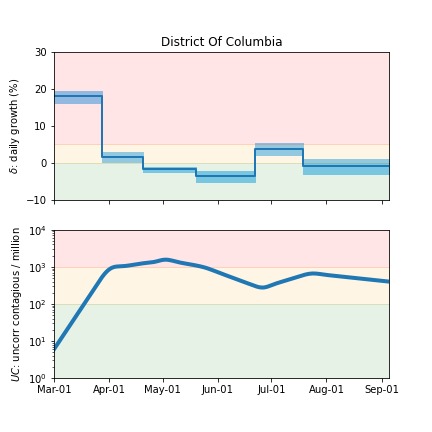 District Of Columbia
30
20
10
0
−10
δ: daily growth (%)
10⁴
10³
10²
10¹
10⁰
UC: uncorr contagious / million
Mar-01 Apr-01 May-01 Jun-01 Jul-01 Aug-01 Sep-01